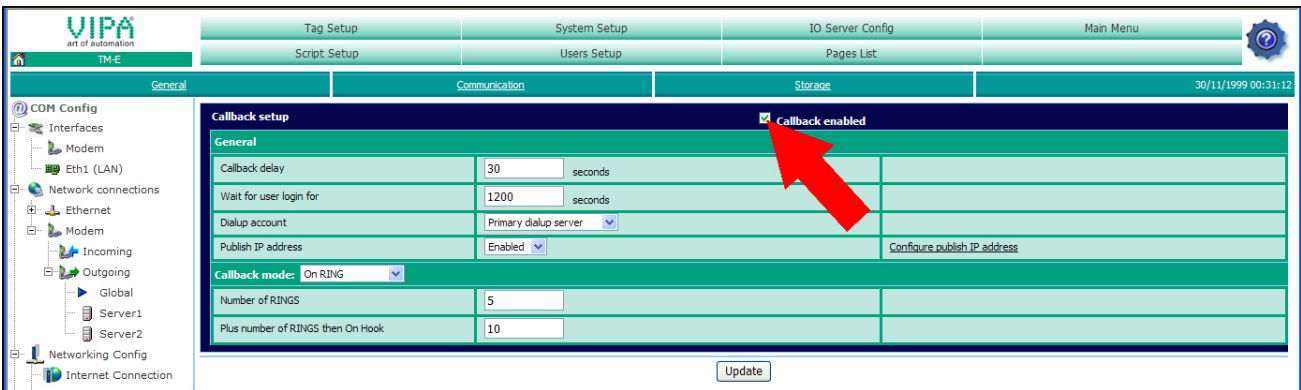 VIPA
art of automation
TM-E
Tag Setup
System Setup
IO Server Config
Main Menu
Script Setup
Users Setup
Pages List
General
Communication
Storage
30/11/1999 00:31:12
COM Config
Interfaces
Modem
Eth1 (LAN)
Network connections
Ethernet
Modem
Incoming
Outgoing
Global
Server1
Server2
Networking Config
Internet Connection
Callback setup
Callback enabled
General
Callback delay
30 seconds
Wait for user login for
1200 seconds
Dialup account
Primary dialup server
Publish IP address
Enabled
Configure publish IP address
Callback mode: On RING
Number of RINGS
5
Plus number of RINGS then On Hook
10
Update